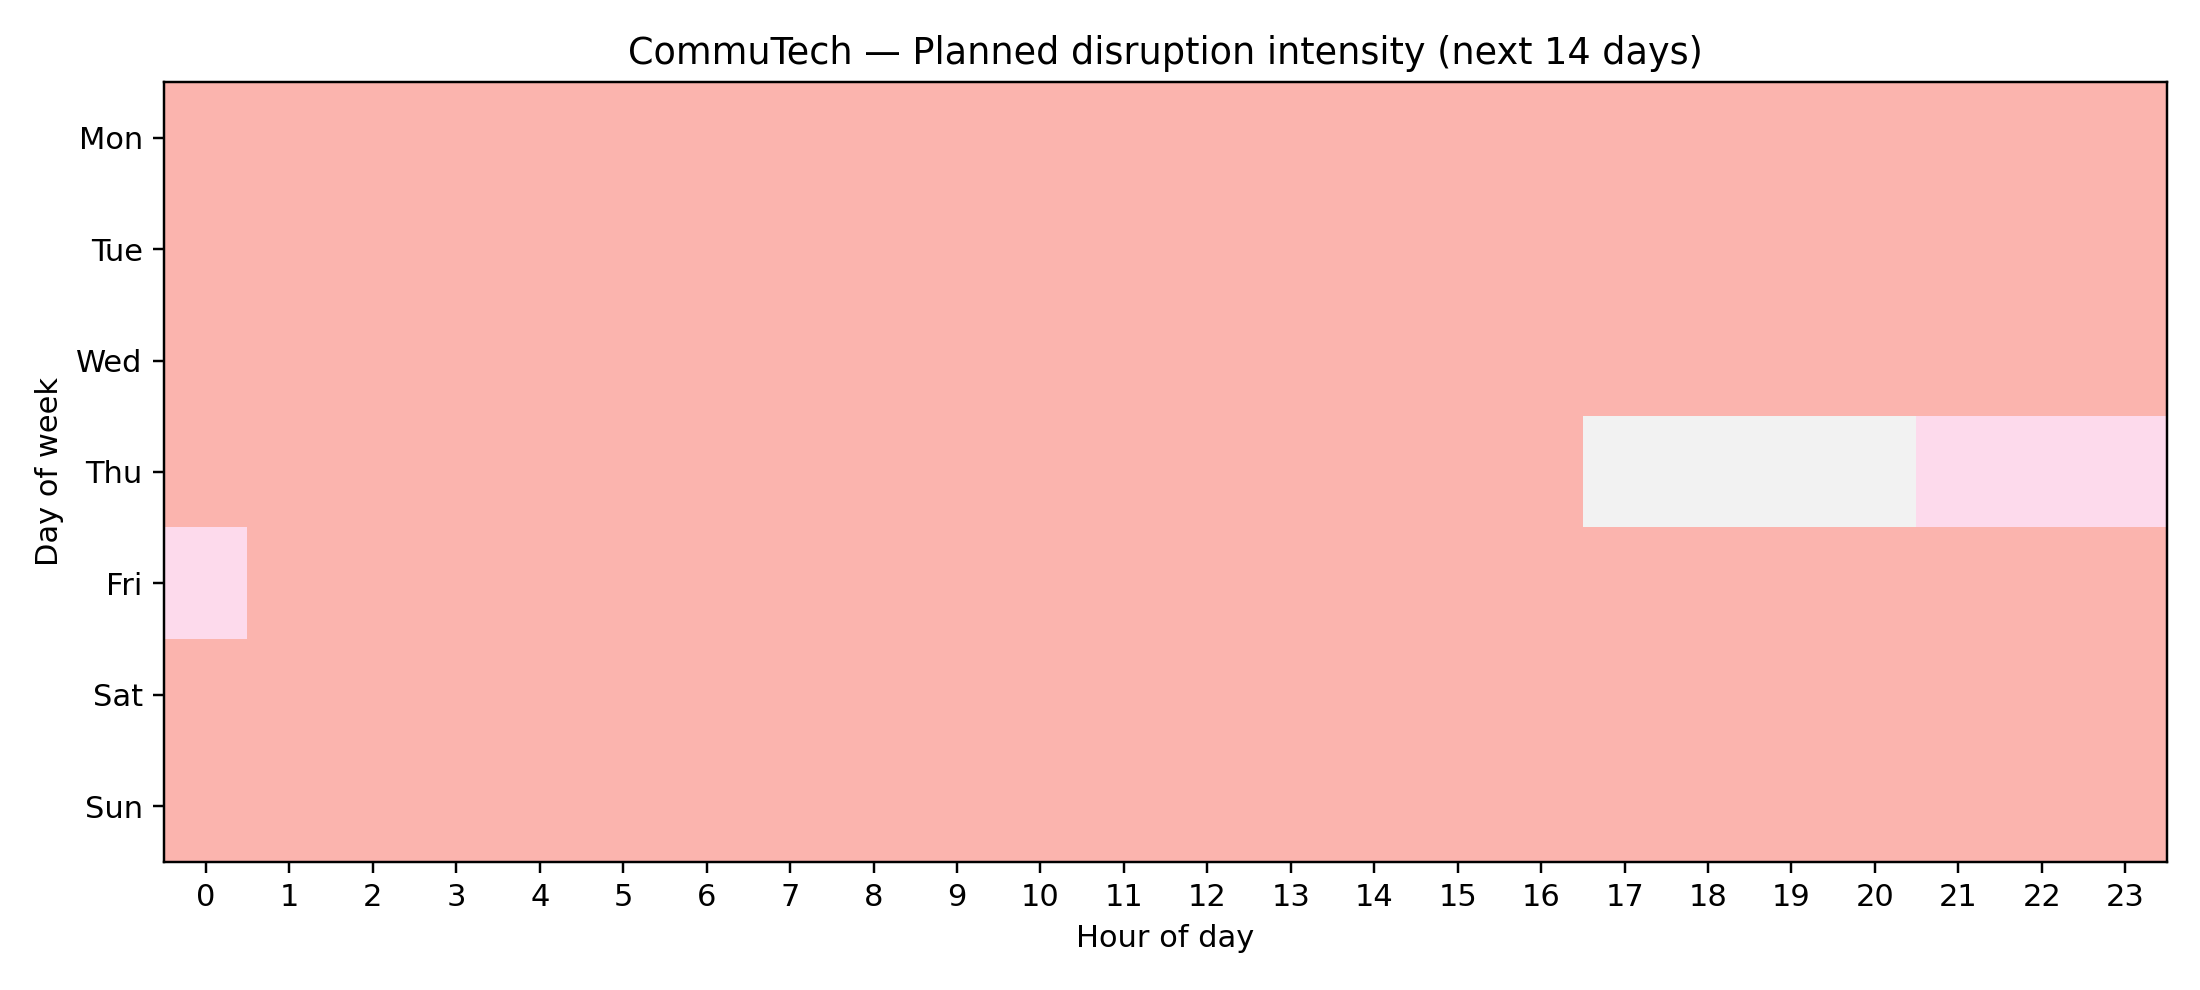 CommuTech — Planned disruption intensity (next 14 days)
Mon
Tue
Wed
Thu
Fri
Sat
Sun
Day of week
0 1 2 3 4 5 6 7 8 9 10 11 12 13 14 15 16 17 18 19 20 21 22 23
Hour of day